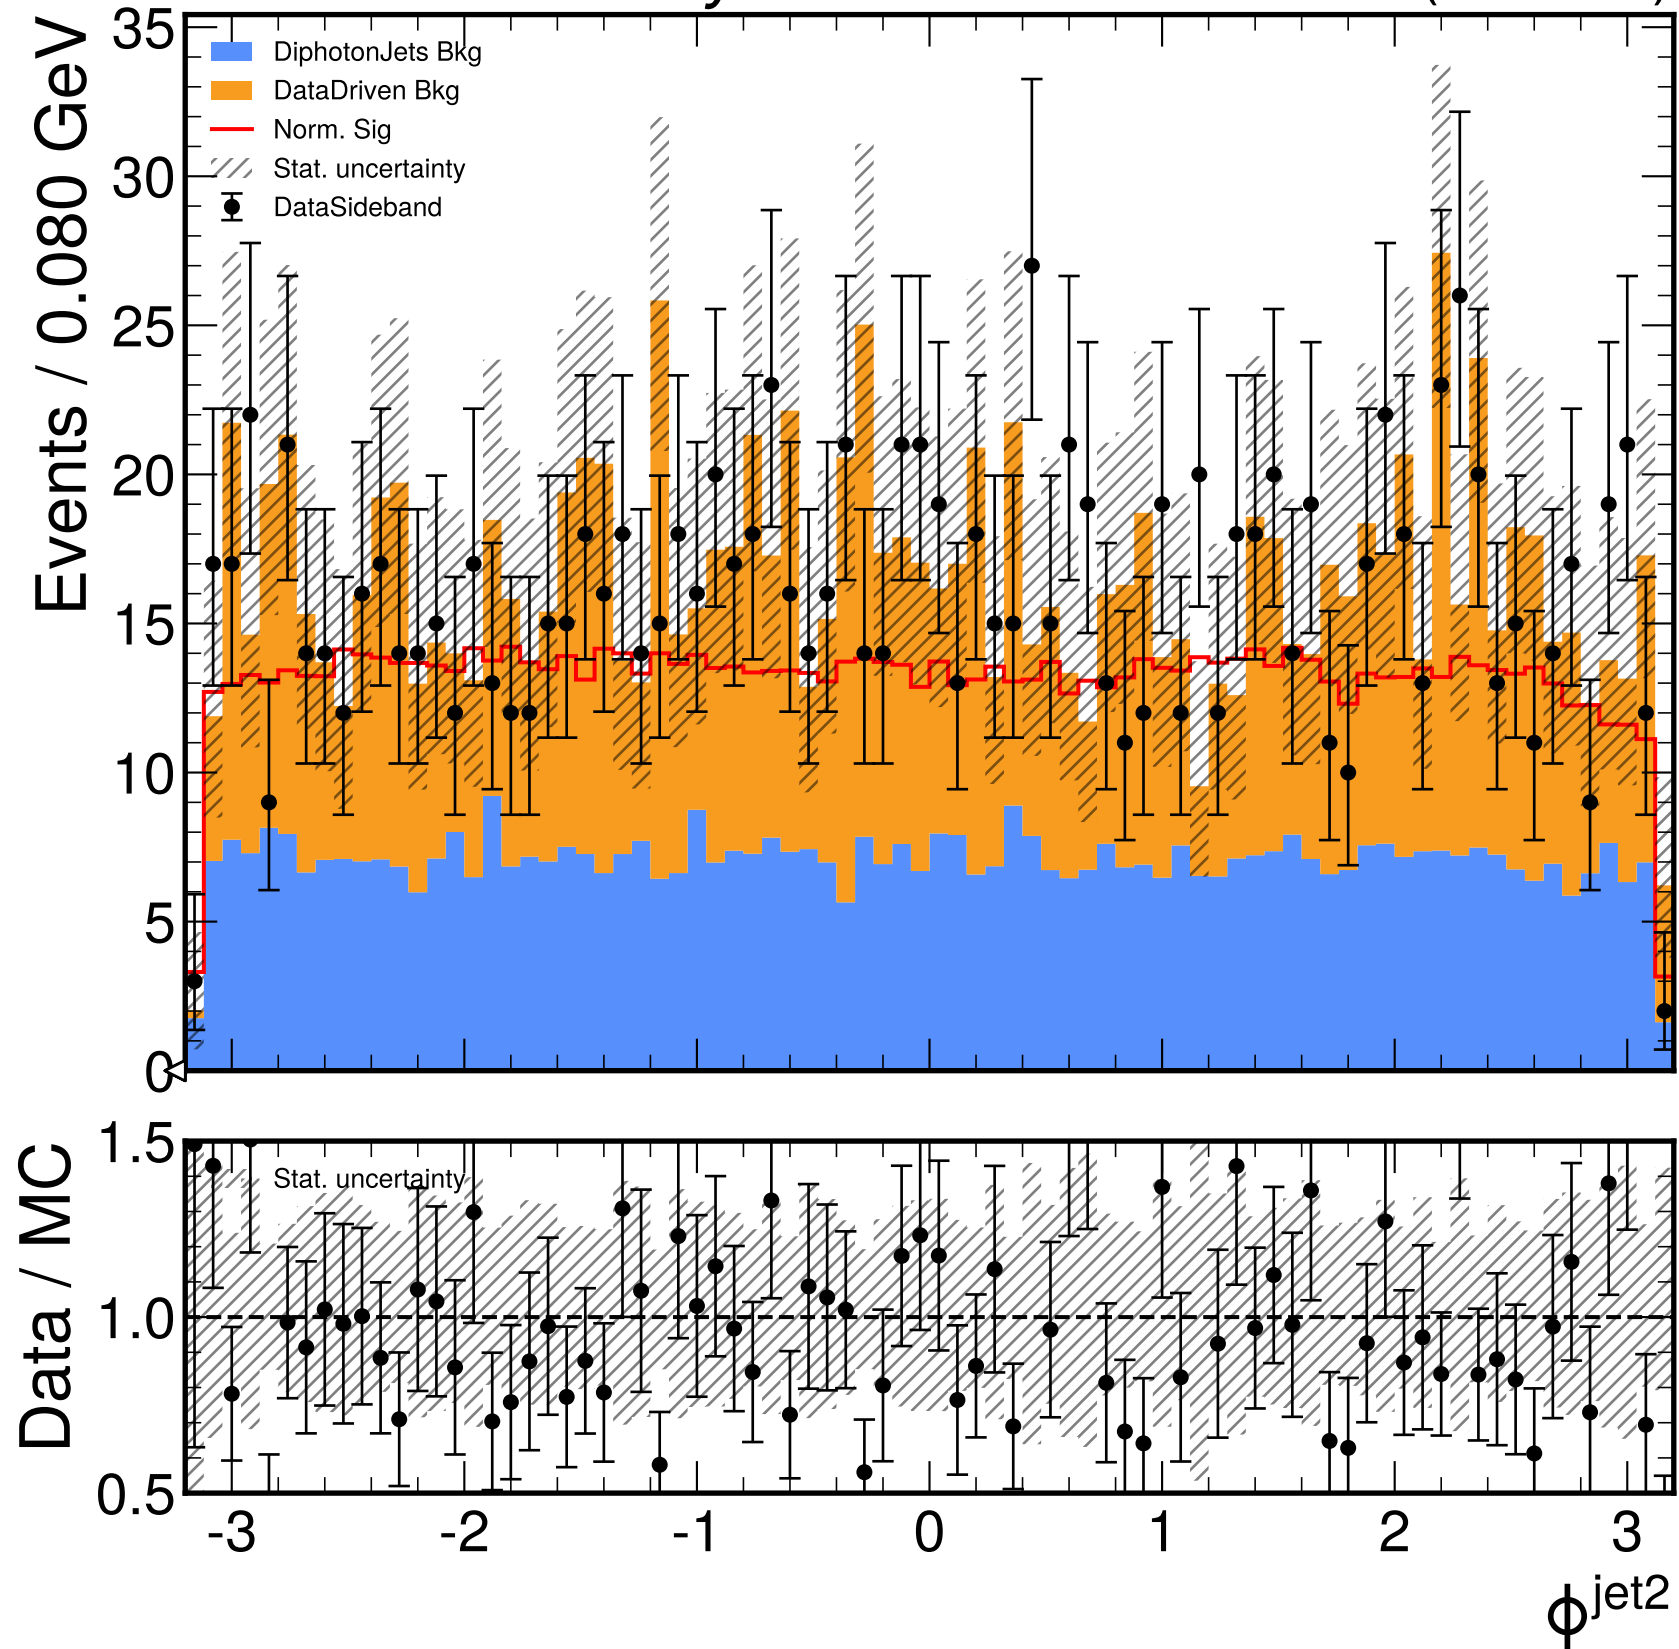 Events / 0.080 GeV
35
30
25
20
15
10
5
0
DiphotonJets Bkg
DataDriven Bkg
Norm. Sig
Stat. uncertainty
DataSideband
Data / MC
1.5
1.0
0.5
Stat. uncertainty
-3 -2 -1 0 1 2 3
ϕ^jet2